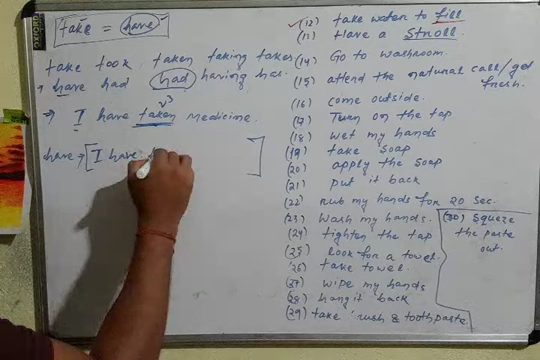 OXFORD
take = have
take took taken taking takes
→ have had had having has
⇒ I have taken medicine.
V3
have ⇒ [I have
(12) take water to fill
(13) Have a stroll
(14) Go to washroom.
(15) attend the natural call/get
fresh.
(16) come outside.
(17) Turn on the tap
(18) wet my hands
(19) take soap
(20) apply the soap
(21) put it back
(22) rub my hands for 20 sec.
(23) wash my hands.
(24) tighten the tap
(25) look for a towel.
(26) take towel.
(27) wipe my hands
(28) hang it back
(29) take rush & toothpaste
(30) squeze
the paste
out.